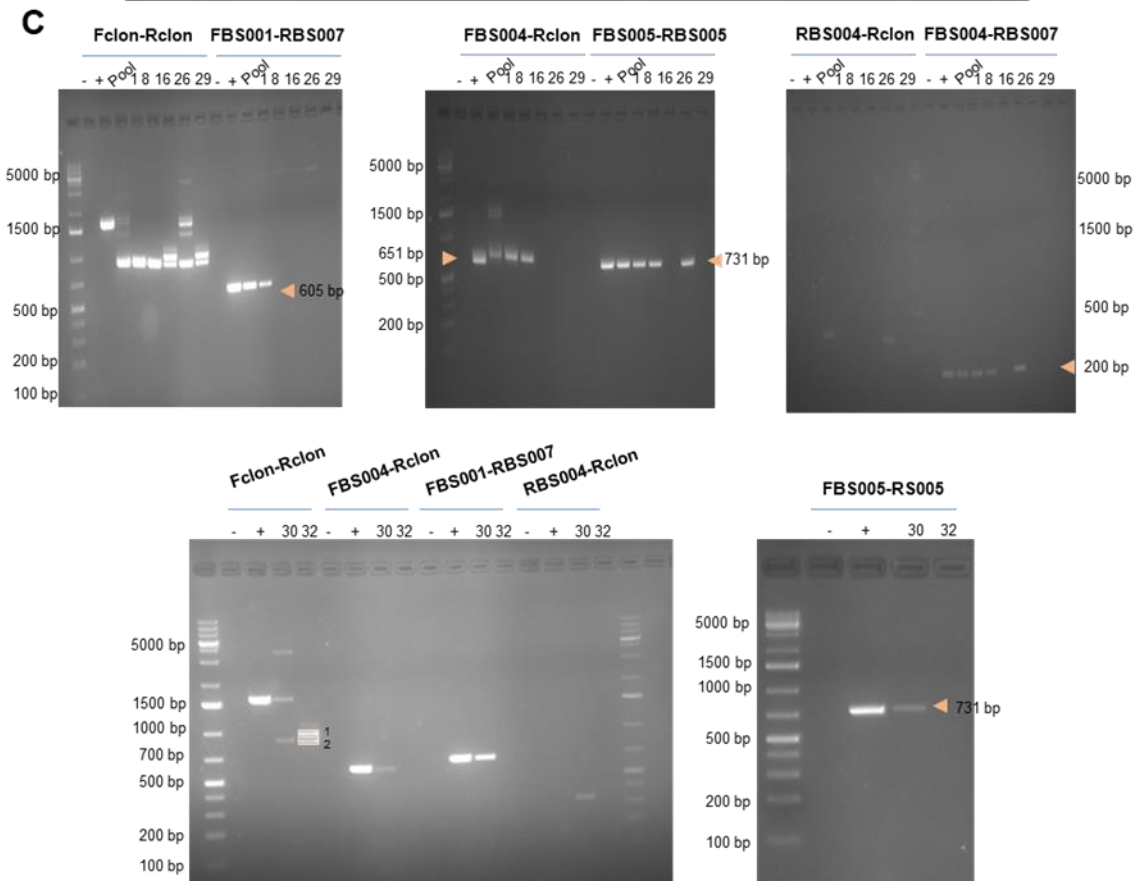 C
Fclon-Rclon FBS001-RBS007
- + Pool 1 8 16 26 29 - + Pool 1 8 16 26 29
5000 bp
1500 bp
500 bp
200 bp
100 bp
605 bp
FBS004-Rclon FBS005-RBS005
- + Pool 1 8 16 26 29 - + Pool 1 8 16 26 29
5000 bp
1500 bp
651 bp
500 bp
200 bp
731 bp
RBS004-Rclon FBS004-RBS007
- + Pool 1 8 16 26 29 - + Pool 1 8 16 26 29
5000 bp
1500 bp
500 bp
200 bp
Fclon-Rclon FBS004-Rclon FBS001-RBS007 RBS004-Rclon
- + 30 32 - + 30 32 - + 30 32 - + 30 32
5000 bp
1500 bp
1000 bp
700 bp
500 bp
200 bp
100 bp
1
2
FBS005-RS005
- + 30 32
5000 bp
1500 bp
1000 bp
500 bp
200 bp
100 bp
731 bp